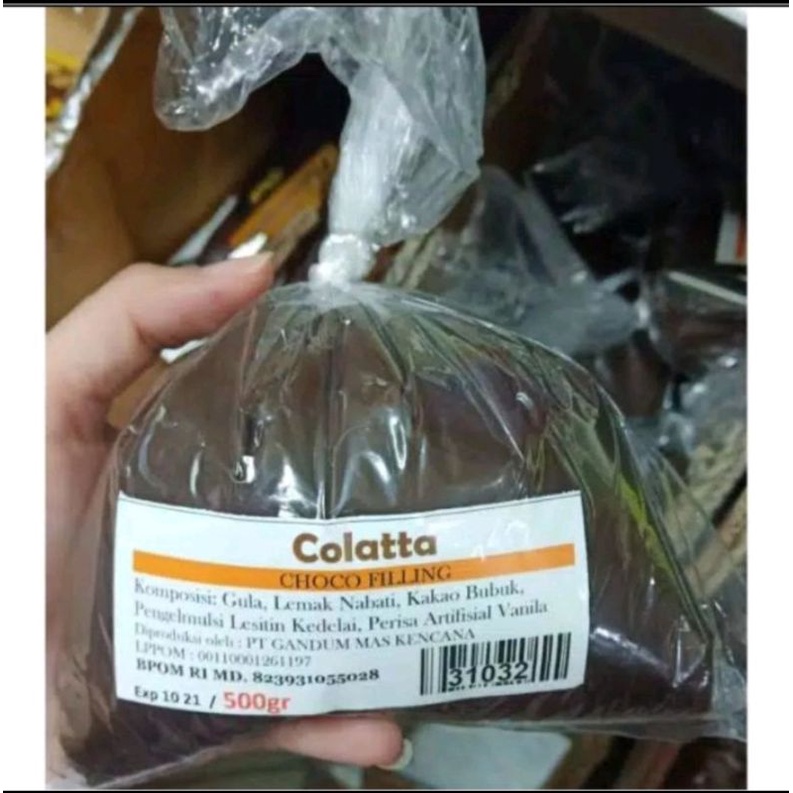 Colatta
CHOCO FILLING
Komposisi: Gula, Lemak Nabati, Kakao Bubuk,
Pengelmulsi Lesitin Kedelai, Perisa Artifisial Vanila
Diproduksi oleh : PT GANDUM MAS KENCANA
LPPOM : 00110001261197
BPOM RI MD. 823931055028
Exp 10 21 / 500gr
31032